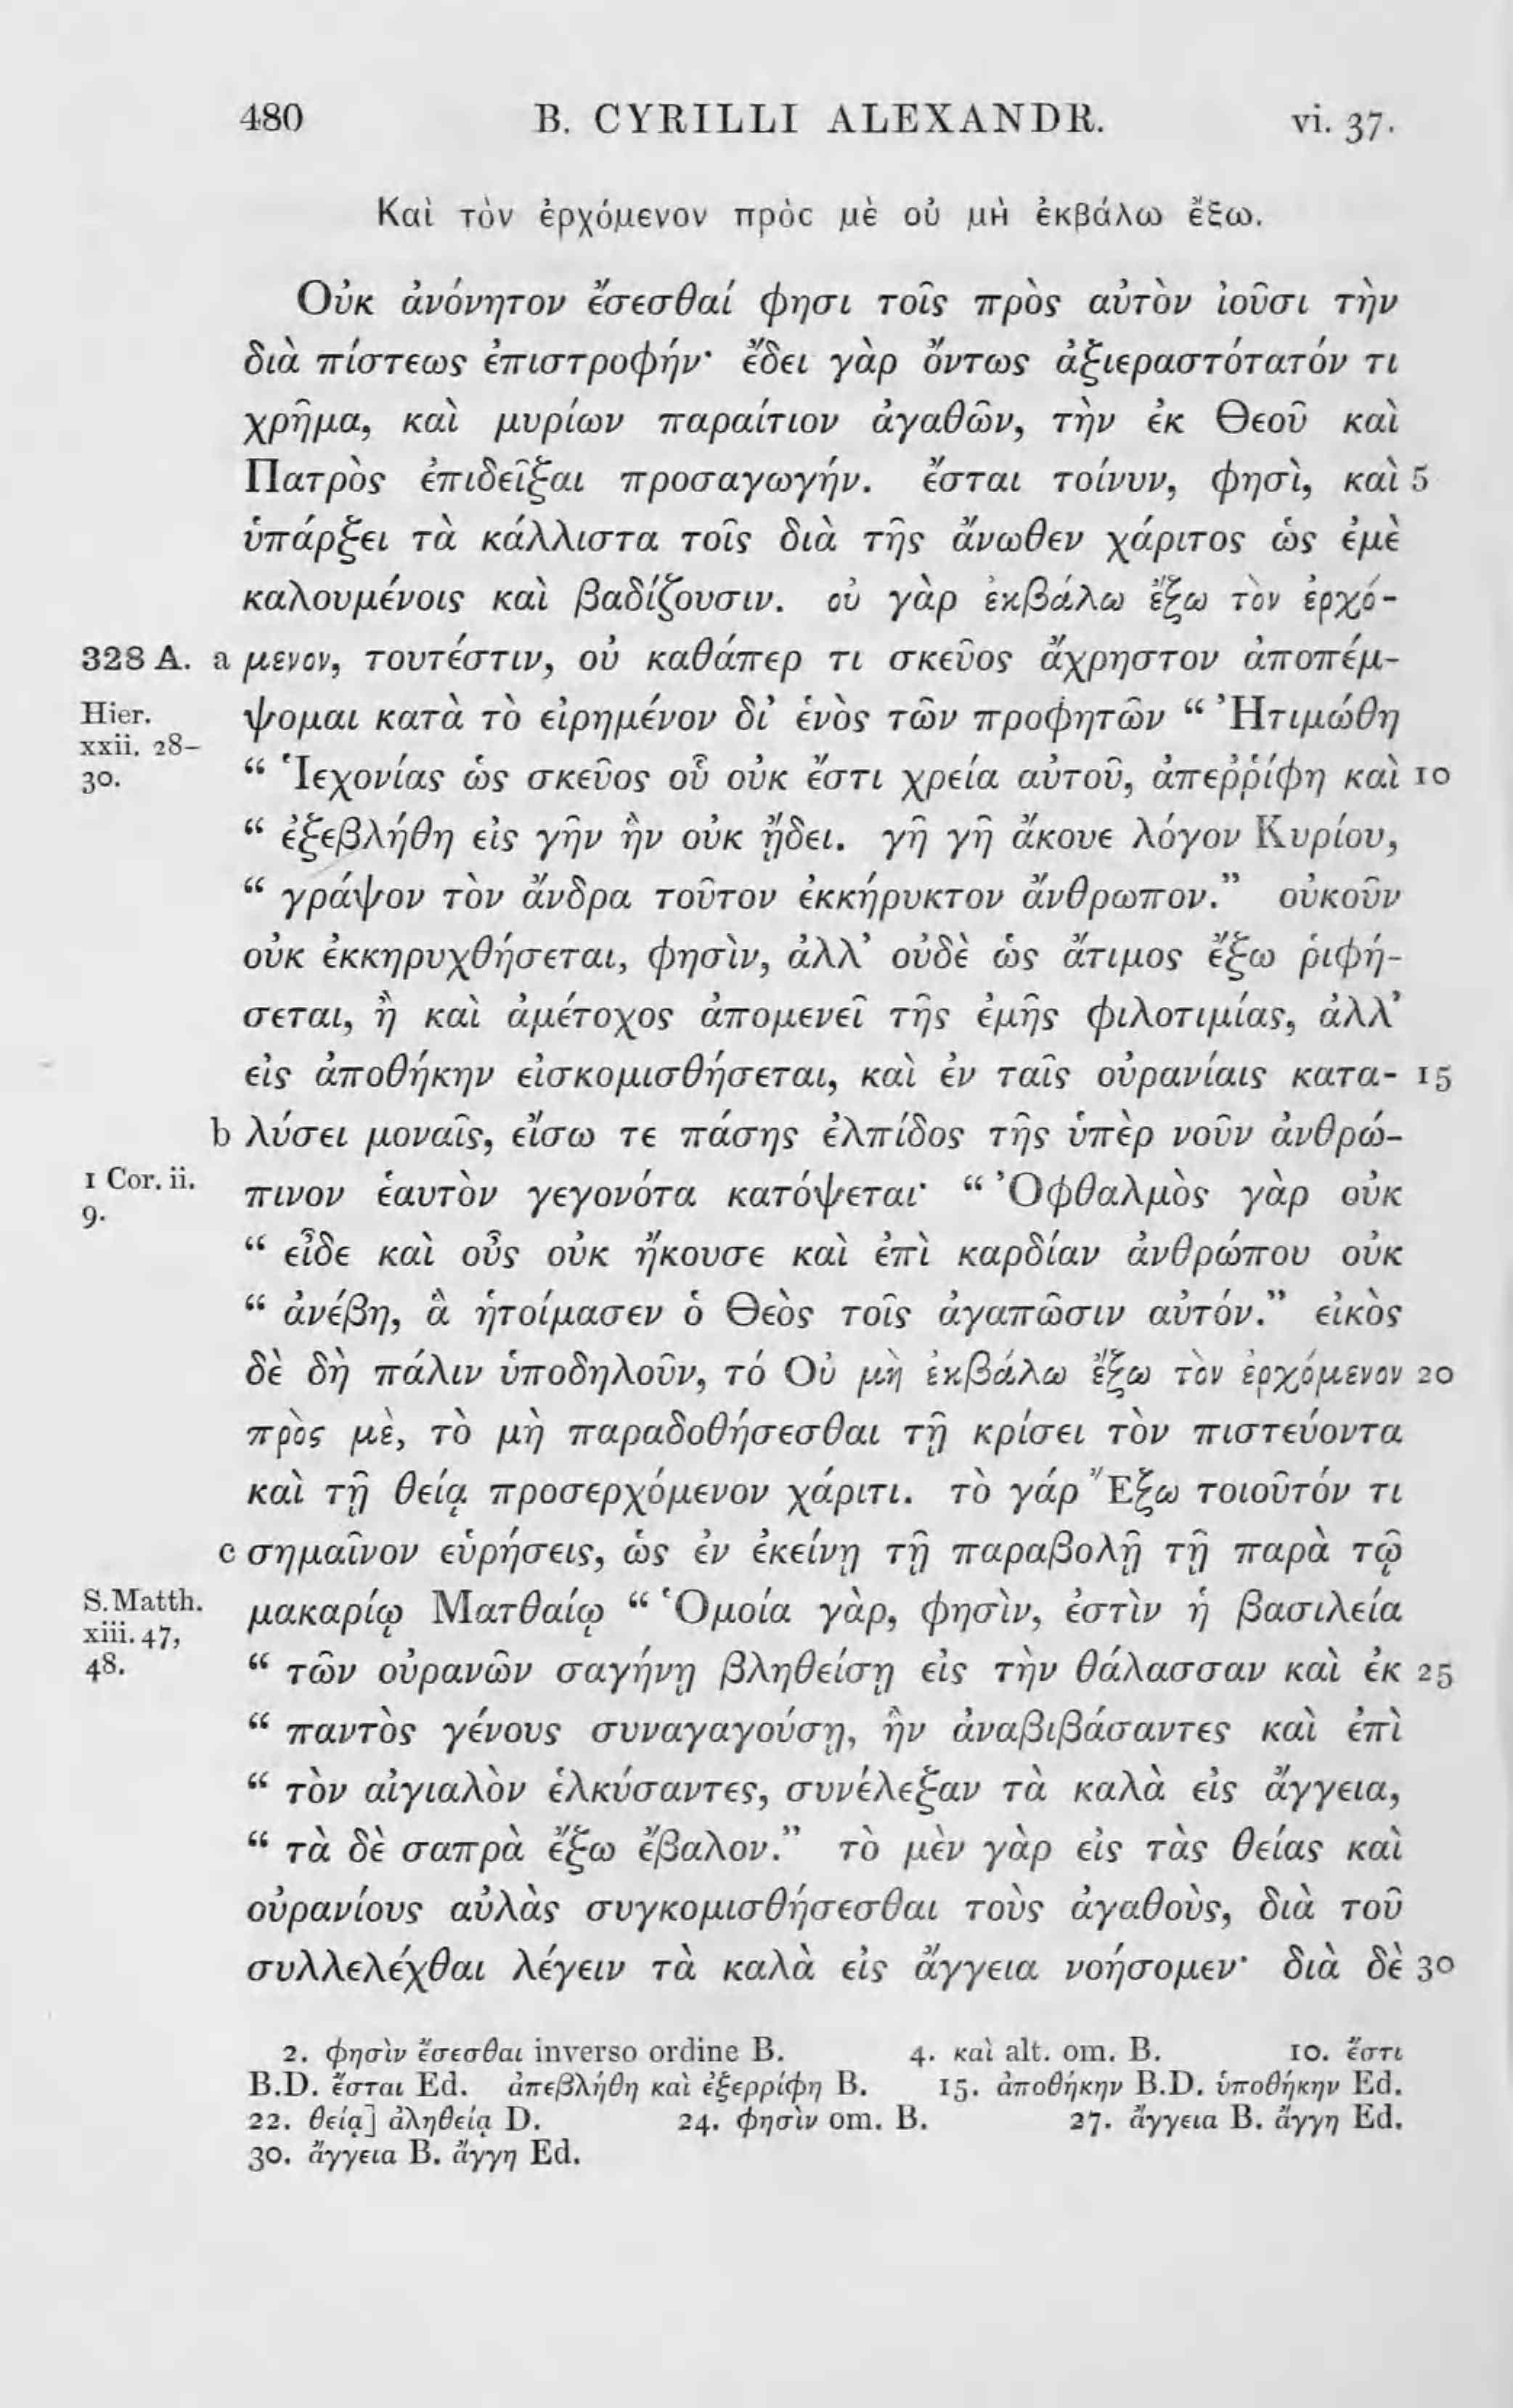 480 B. CYRILLI ALEXANDR. vi. 37.
Καὶ τὸν ἐρχόμενον πρὸς μὲ οὐ μὴ ἐκβάλω ἔξω.
Οὐκ ἀνόνητον ἔσεσθαί φησι τοῖς πρὸς αὐτὸν ἰοῦσι τὴν
διὰ πίστεως ἐπιστροφήν· ἔδει γὰρ ὄντως ἀξιεραστότατόν τι
χρῆμα, καὶ μυρίων παραίτιον ἀγαθῶν, τὴν ἐκ Θεοῦ καὶ
Πατρὸς ἐπιδεῖξαι προσαγωγήν. ἔσται τοίνυν, φησὶ, καὶ 5
ὑπάρξει τὰ κάλλιστα τοῖς διὰ τῆς ἄνωθεν χάριτος ὡς ἐμὲ
καλουμένοις καὶ βαδίζουσιν. οὐ γὰρ ἐκβάλω ἔξω τὸν ἐρχό-
328 A. a μενον, τουτέστιν, οὐ καθάπερ τι σκεῦος ἄχρηστον ἀποπέμ-
Hier. ψομαι κατὰ τὸ εἰρημένον δι’ ἑνὸς τῶν προφητῶν “ Ἠτιμώθη
xxii. 28–
30. “ Ἰεχονίας ὡς σκεῦος οὗ οὐκ ἔστι χρεία αὐτοῦ, ἀπεῤῥίφη καὶ 10
“ ἐξεβλήθη εἰς γῆν ἣν οὐκ ᾔδει. γῆ γῆ ἄκουε λόγον Κυρίου,
“ γράψον τὸν ἄνδρα τοῦτον ἐκκήρυκτον ἄνθρωπον.” οὐκοῦν
οὐκ ἐκκηρυχθήσεται, φησὶν, ἀλλ’ οὐδὲ ὡς ἄτιμος ἔξω ῥιφή-
σεται, ἢ καὶ ἀμέτοχος ἀπομενεῖ τῆς ἐμῆς φιλοτιμίας, ἀλλ’
εἰς ἀποθήκην εἰσκομισθήσεται, καὶ ἐν ταῖς οὐρανίαις κατα- 15
b λύσει μοναῖς, εἴσω τε πάσης ἐλπίδος τῆς ὑπὲρ νοῦν ἀνθρώ-
1 Cor. ii.
9. πινον ἑαυτὸν γεγονότα κατόψεται· “ Ὀφθαλμὸς γὰρ οὐκ
“ εἶδε καὶ οὖς οὐκ ἤκουσε καὶ ἐπὶ καρδίαν ἀνθρώπου οὐκ
“ ἀνέβη, ἃ ἡτοίμασεν ὁ Θεὸς τοῖς ἀγαπῶσιν αὐτόν.” εἰκὸς
δὲ δὴ πάλιν ὑποδηλοῦν, τό Οὐ μὴ ἐκβάλω ἔξω τὸν ἐρχόμενον 20
πρὸς μὲ, τὸ μὴ παραδοθήσεσθαι τῇ κρίσει τὸν πιστεύοντα
καὶ τῇ θείᾳ προσερχόμενον χάριτι. τὸ γάρ Ἔξω τοιοῦτόν τι
c σημαῖνον εὑρήσεις, ὡς ἐν ἐκείνῃ τῇ παραβολῇ τῇ παρὰ τῷ
S. Matth. μακαρίῳ Ματθαίῳ “ Ὁμοία γὰρ, φησὶν, ἐστὶν ἡ βασιλεία
xiii. 47,
48. “ τῶν οὐρανῶν σαγήνῃ βληθείσῃ εἰς τὴν θάλασσαν καὶ ἐκ 25
“ παντὸς γένους συναγαγούσῃ, ἣν ἀναβιβάσαντες καὶ ἐπὶ
“ τὸν αἰγιαλὸν ἑλκύσαντες, συνέλεξαν τὰ καλὰ εἰς ἄγγεια,
“ τὰ δὲ σαπρὰ ἔξω ἔβαλον.” τὸ μὲν γὰρ εἰς τὰς θείας καὶ
οὐρανίους αὐλὰς συγκομισθήσεσθαι τοὺς ἀγαθοὺς, διὰ τοῦ
συλλελέχθαι λέγειν τὰ καλὰ εἰς ἄγγεια νοήσομεν· διὰ δὲ 30
2. φησὶν ἔσεσθαι inverso ordine B. 4. καὶ alt. om. B. 10. ἔστι
B.D. ἔσται Ed. ἀπεβλήθη καὶ ἐξερρίφη B. 15. ἀποθήκην B.D. ὑποθήκην Ed.
22. θείᾳ] ἀληθείᾳ D. 24. φησὶν om. B. 27. ἄγγεια B. ἄγγη Ed.
30. ἄγγεια B. ἄγγη Ed.